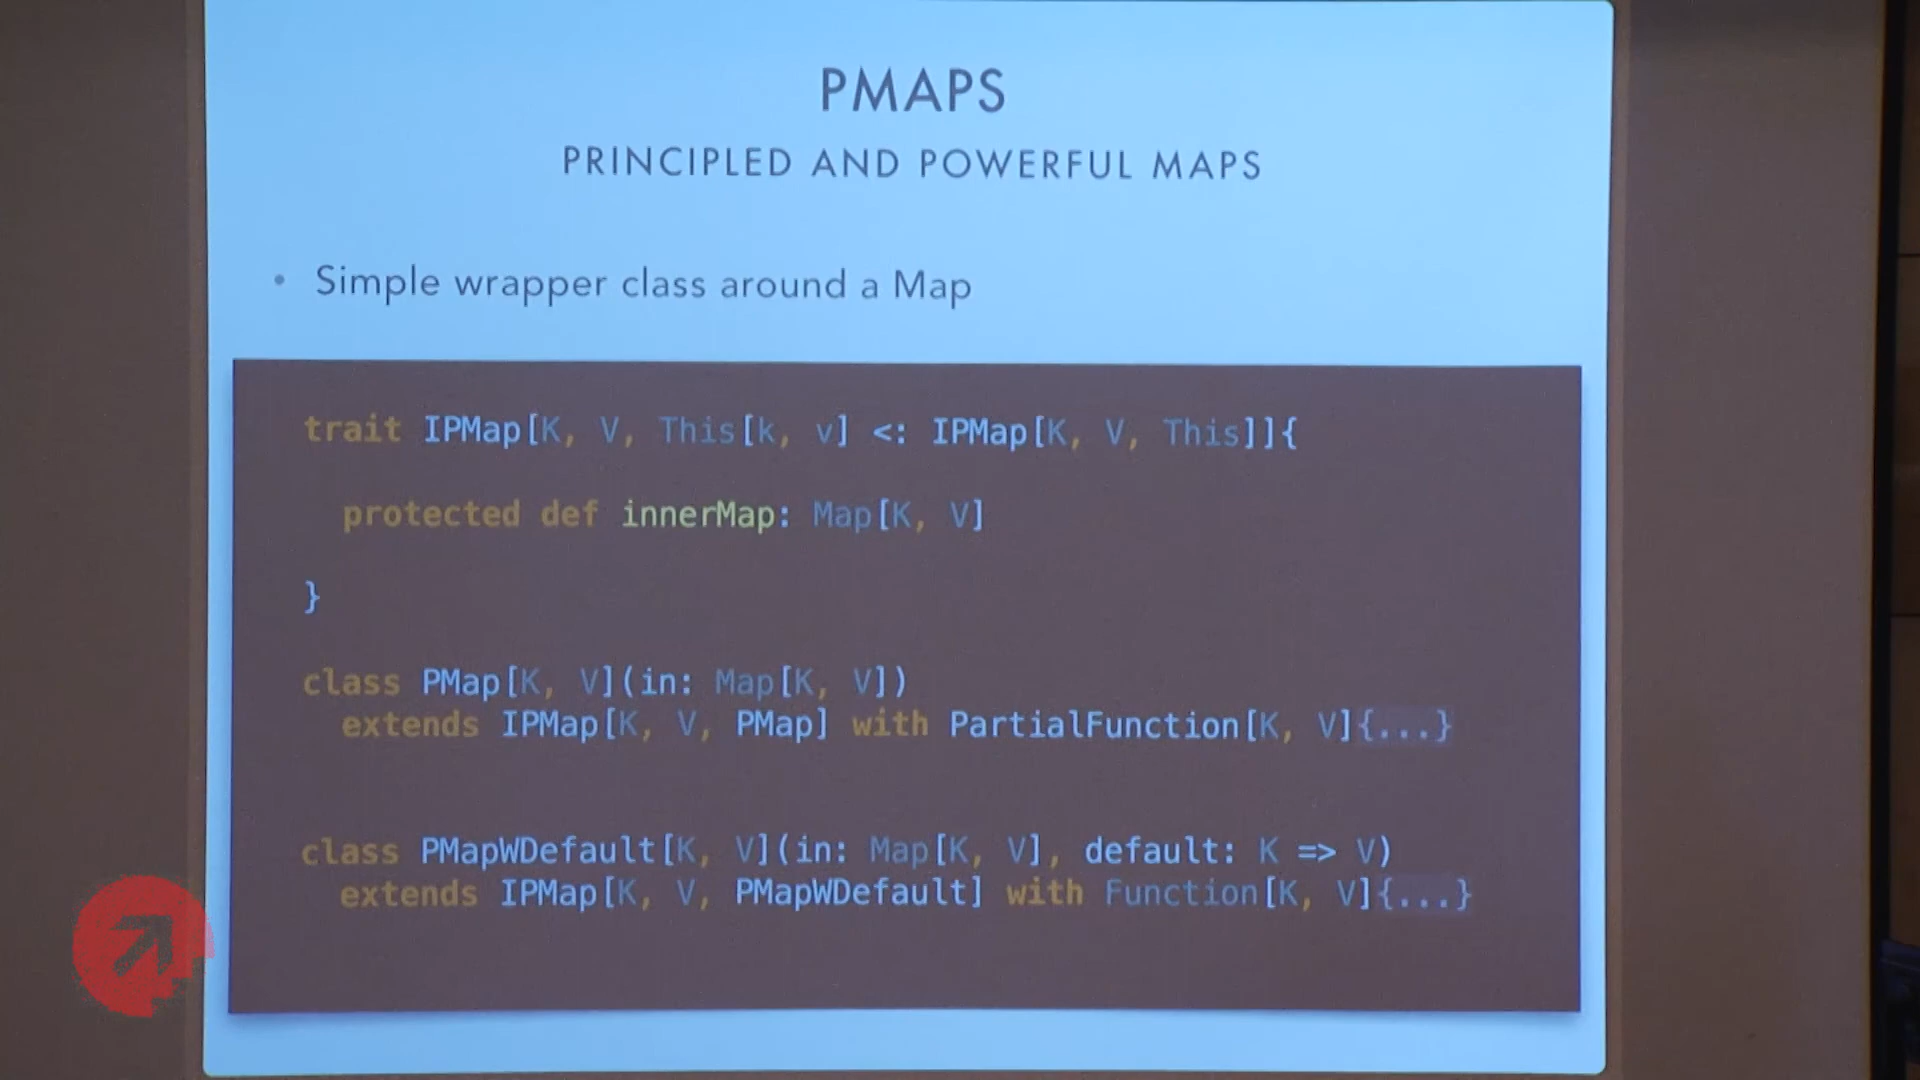 PMAPS
PRINCIPLED AND POWERFUL MAPS
• Simple wrapper class around a Map
trait IPMap[K, V, This[k, v] <: IPMap[K, V, This]]{
protected def innerMap: Map[K, V]
}
class PMap[K, V](in: Map[K, V])
extends IPMap[K, V, PMap] with PartialFunction[K, V]{...}
class PMapWDefault[K, V](in: Map[K, V], default: K => V)
extends IPMap[K, V, PMapWDefault] with Function[K, V]{...}